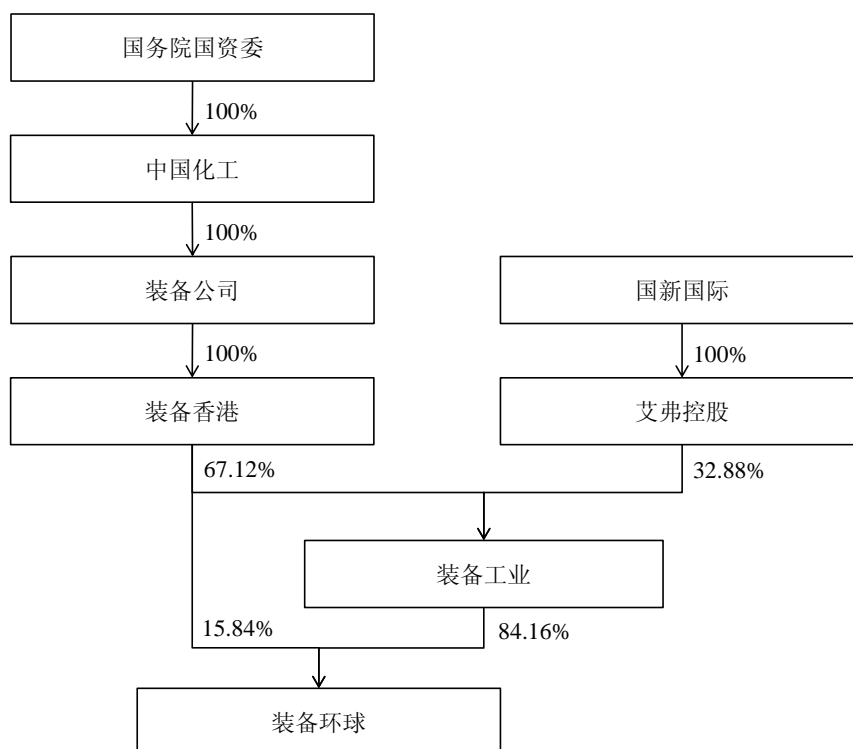 国务院国资委
100%
中国化工
100%
装备公司
国新国际
100%
100%
装备香港
艾弗控股
67.12%
32.88%
装备工业
15.84%
84.16%
装备环球